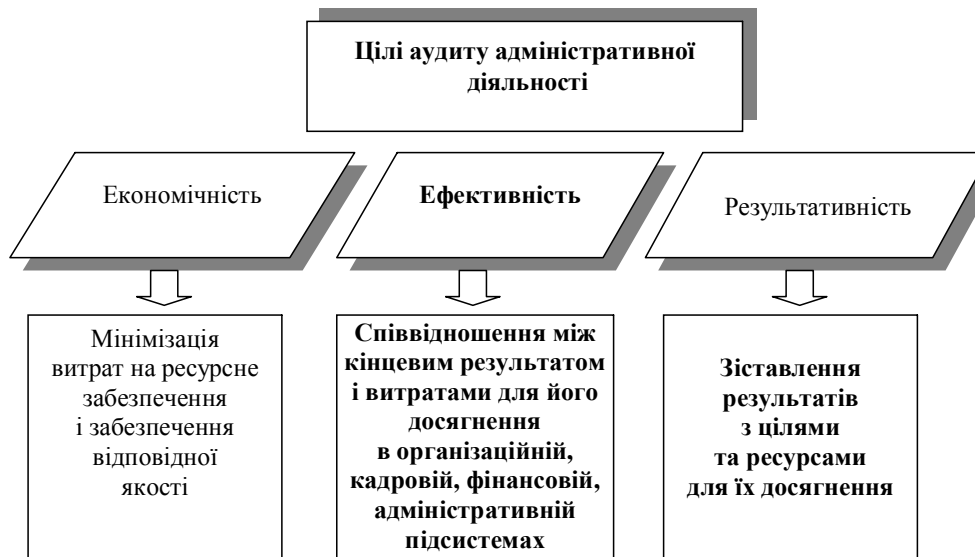 Цілі аудиту адміністративної
діяльності
Економічність
Ефективність
Результативність
Мінімізація
витрат на ресурсне
забезпечення
і забезпечення
відповідної
якості
Співвідношення між
кінцевим результатом
і витратами для його
досягнення
в організаційній,
кадровій, фінансовій,
адміністративній
підсистемах
Зіставлення
результатів
з цілями
та ресурсами
для їх досягнення